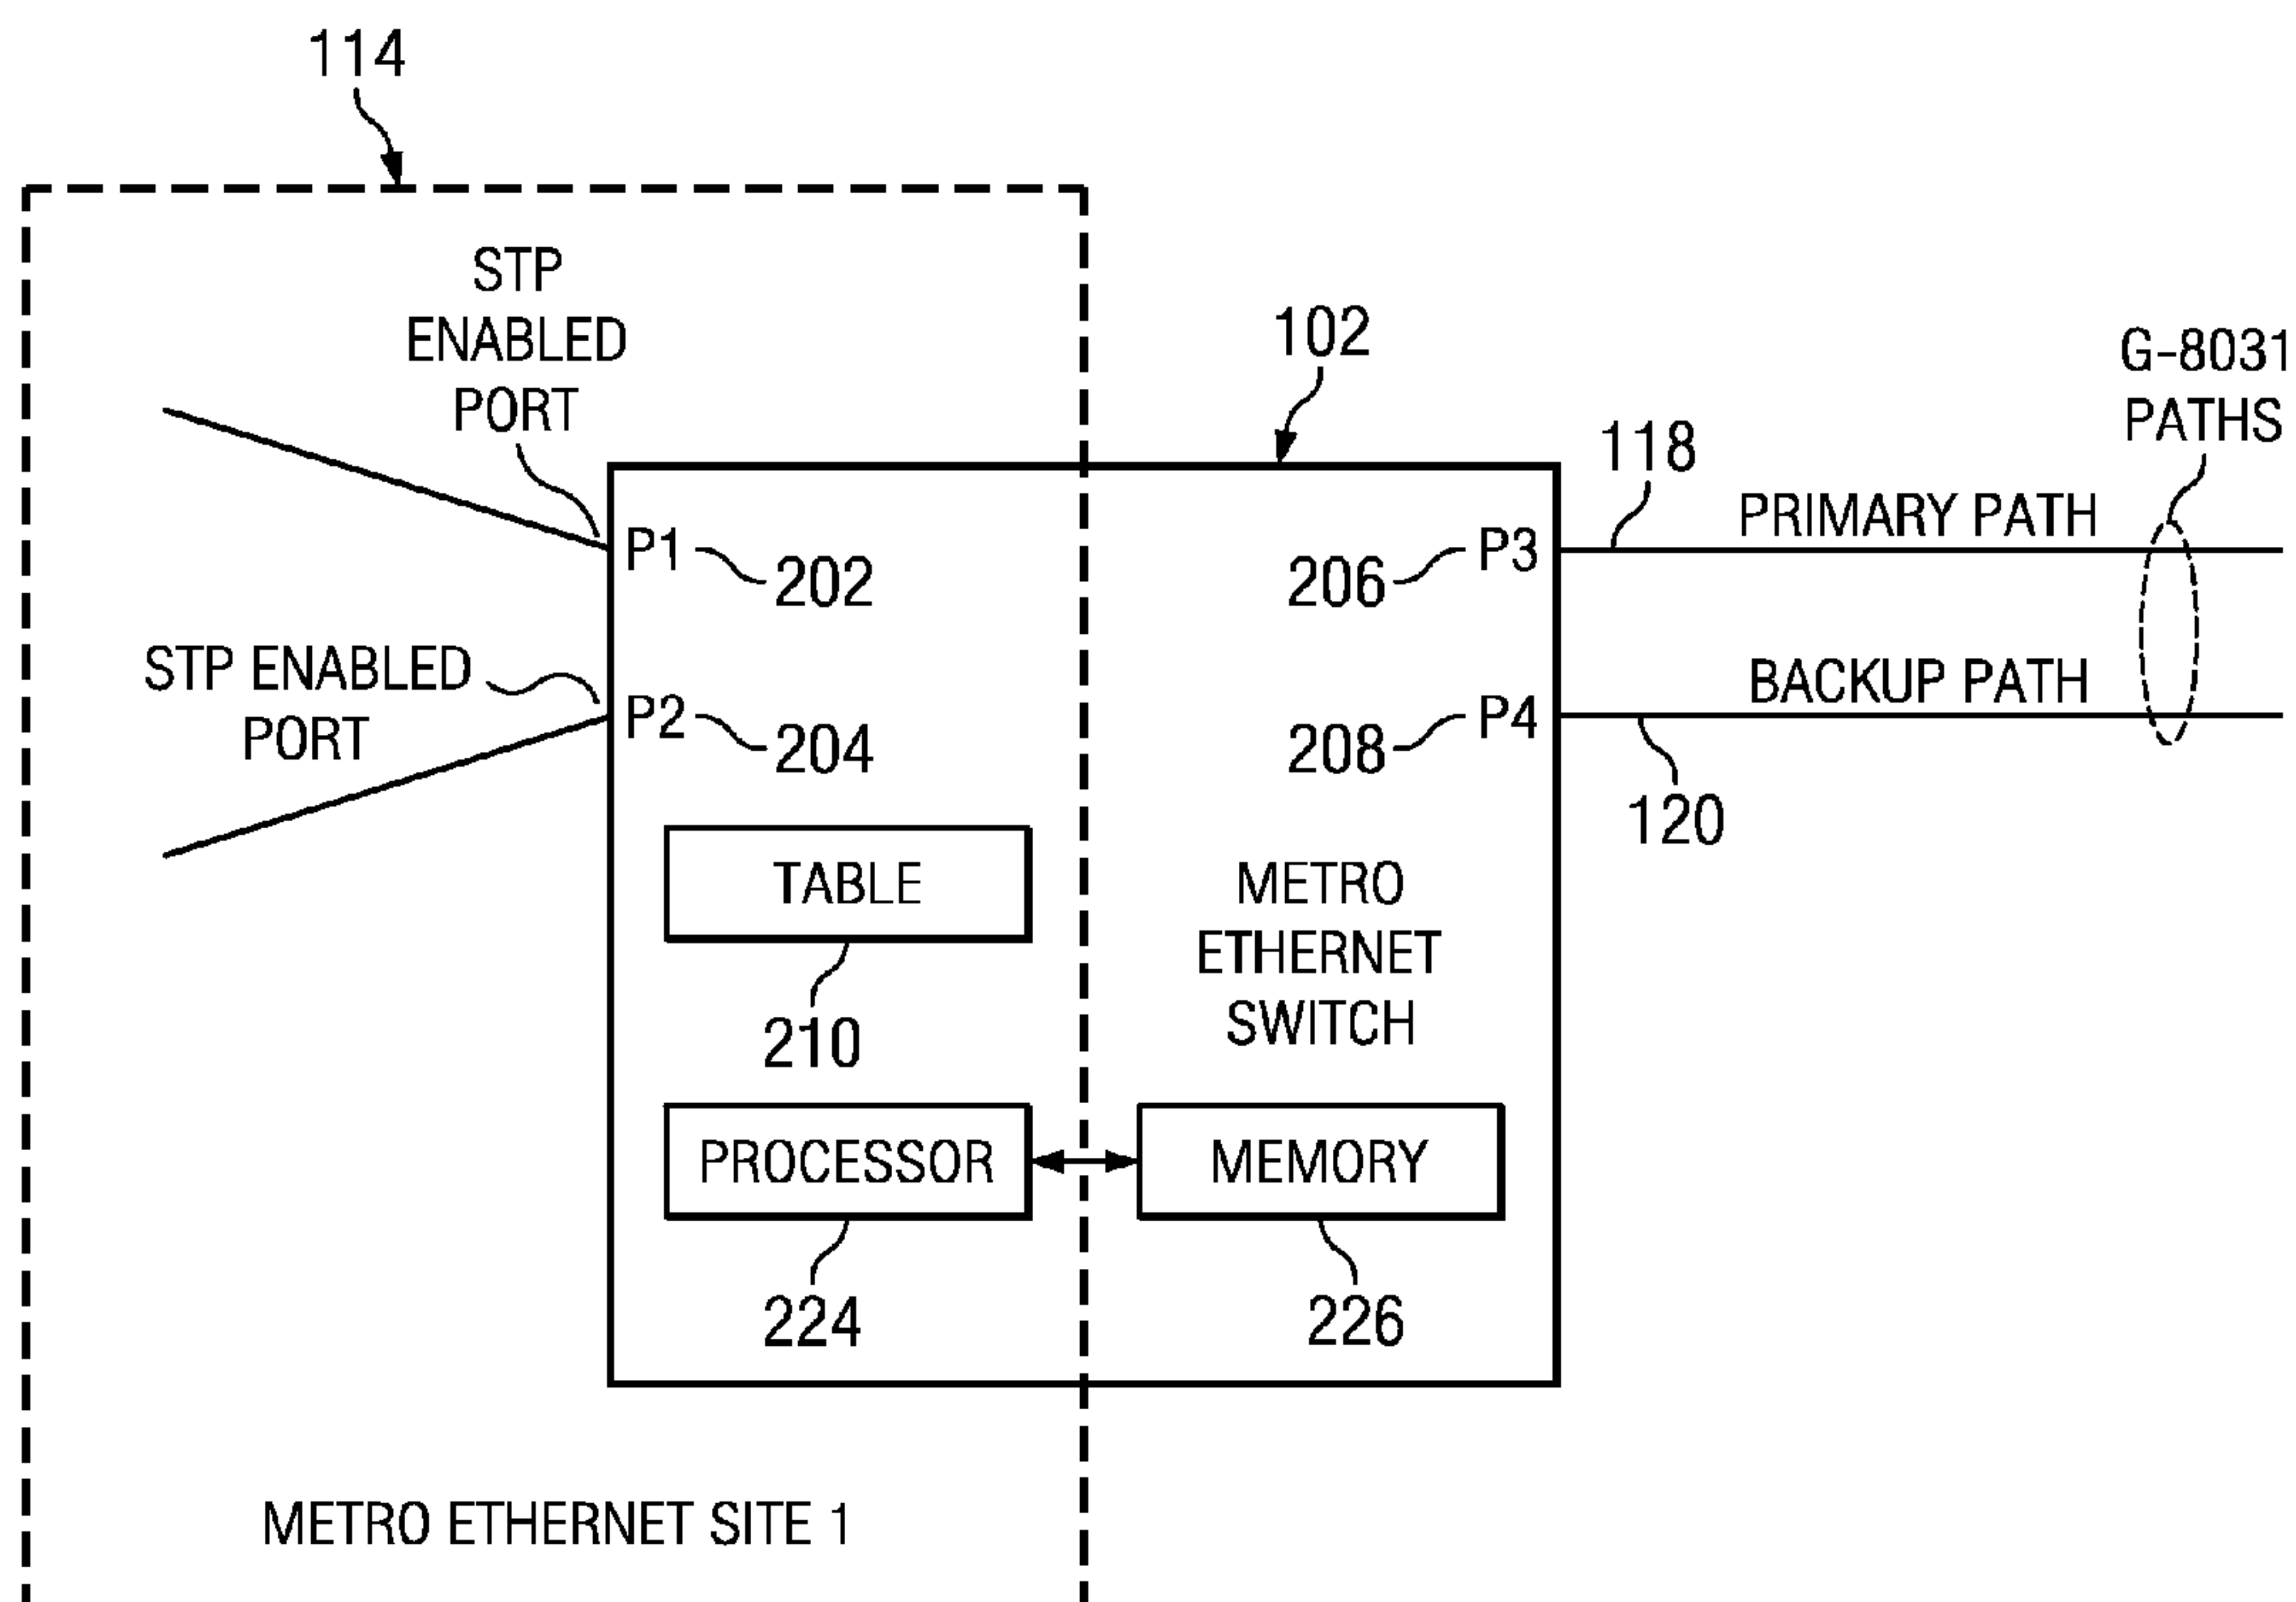 114
STP
ENABLED
PORT
102
G-8031
PATHS
118
PRIMARY PATH
P1
202
206
P3
STP ENABLED
PORT
P2
204
208
P4
BACKUP PATH
120
TABLE
210
METRO
ETHERNET
SWITCH
PROCESSOR
224
MEMORY
226
METRO ETHERNET SITE 1